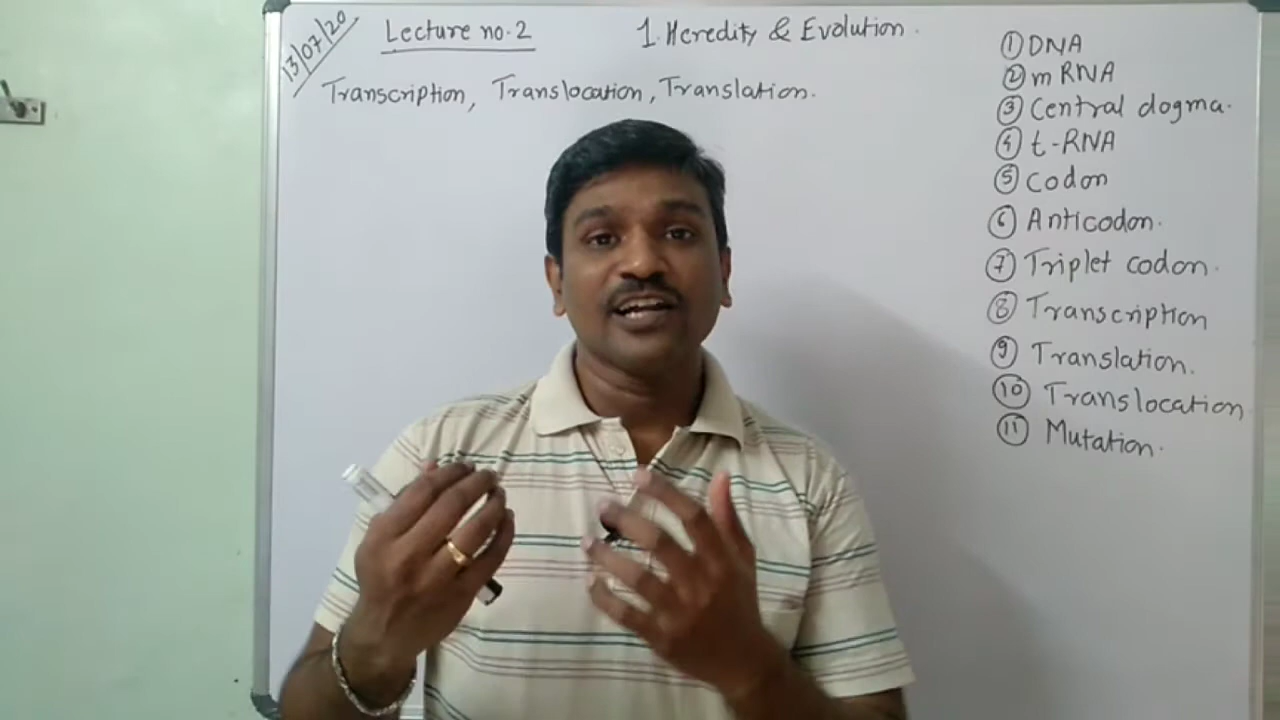 13/07/20
Lecture no. 2
1. Heredity & Evolution.
Transcription, Translocation, Translation.
① DNA
② mRNA
③ Central dogma.
④ t-RNA
⑤ Codon
⑥ Anticodon.
⑦ Triplet codon.
⑧ Transcription
⑨ Translation.
⑩ Translocation
⑪ Mutation.